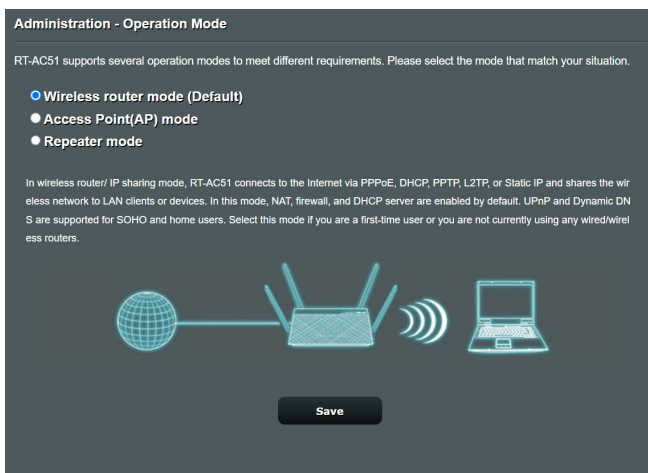 Administration - Operation Mode
RT-AC51 supports several operation modes to meet different requirements. Please select the mode that match your situation.
Wireless router mode (Default)
Access Point(AP) mode
Repeater mode
In wireless router/ IP sharing mode, RT-AC51 connects to the Internet via PPPoE, DHCP, PPTP, L2TP, or Static IP and shares the wir
eless network to LAN clients or devices. In this mode, NAT, firewall, and DHCP server are enabled by default. UPnP and Dynamic DN
S are supported for SOHO and home users. Select this mode if you are a first-time user or you are not currently using any wired/wirel
ess routers.
Save